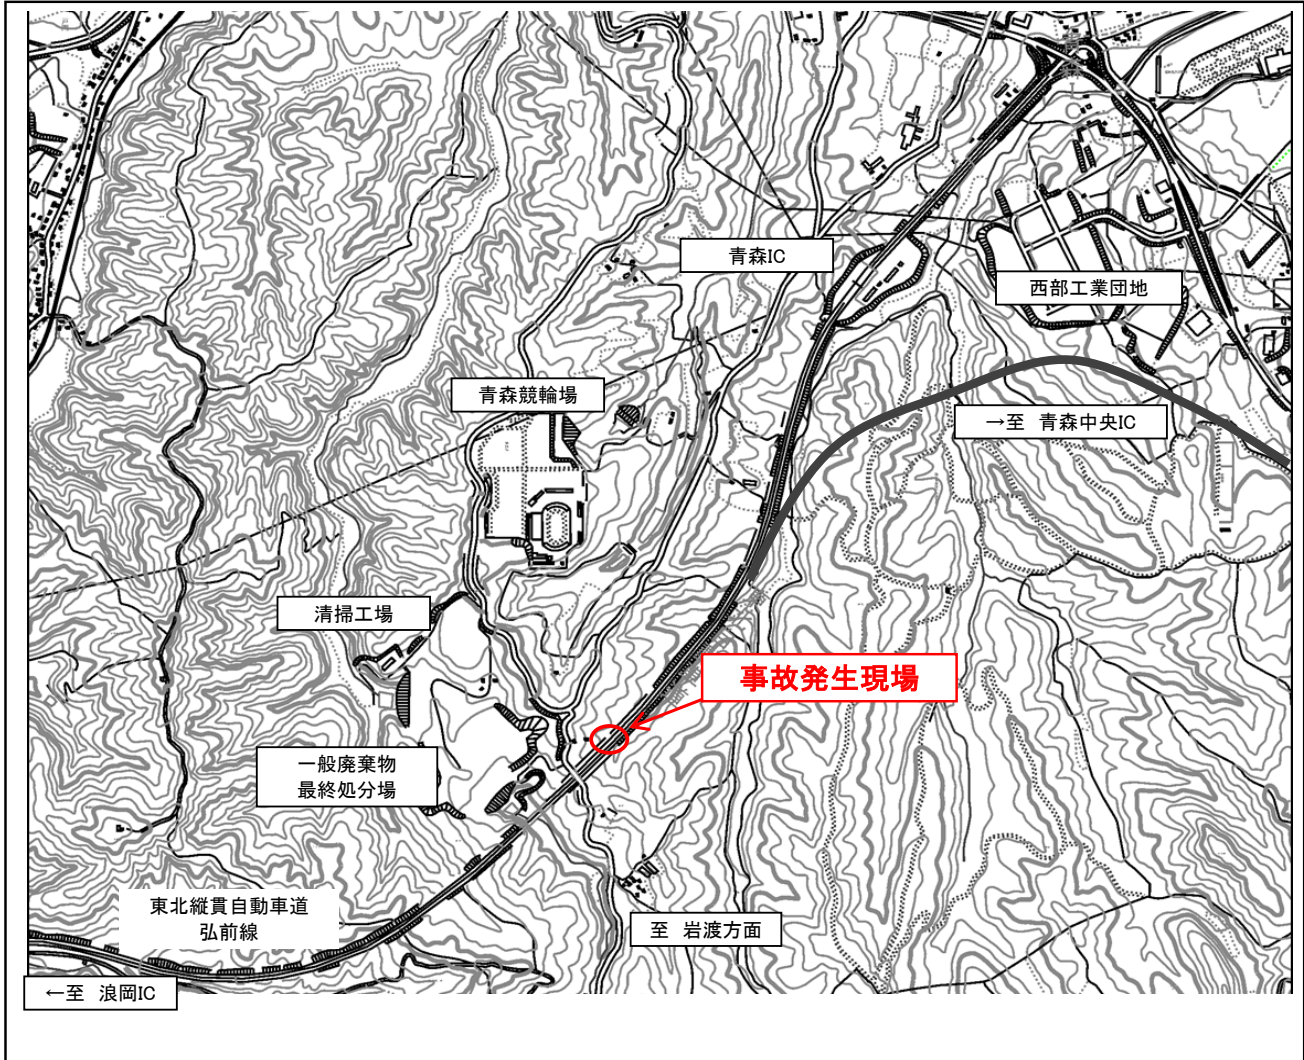 青森IC
西部工業団地
青森競輪場
→至 青森中央IC
清掃工場
事故発生現場
一般廃棄物
最終処分場
東北縦貫自動車道
弘前線
至 岩渡方面
←至 浪岡IC